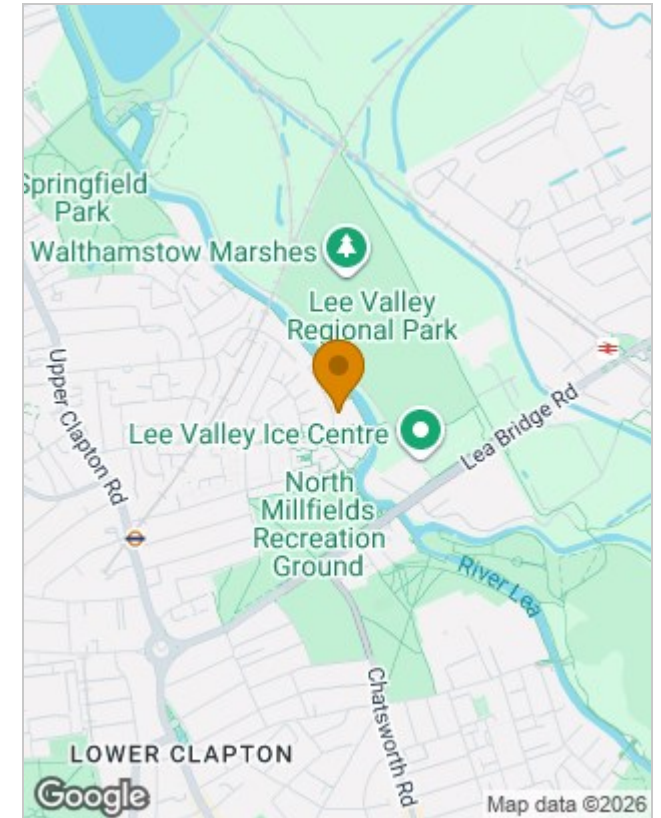 Springfield
Park
Walthamstow Marshes
Lee Valley
Regional Park
Upper Clapton Rd
Lee Valley Ice Centre
Lea Bridge Rd
North
Millfields
Recreation
Ground
River Lea
Chatsworth Rd
LOWER CLAPTON
Google
Map data ©2026